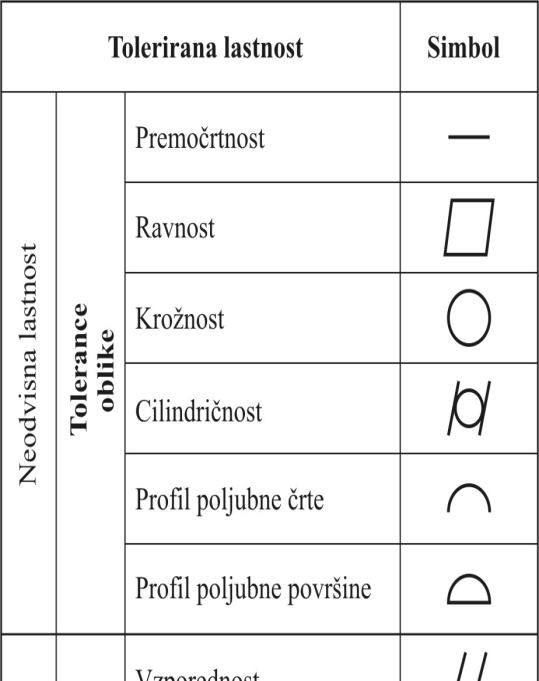 Tolerirana lastnost
Simbol
Neodvisna lastnost
Tolerance
oblike
Premočrtnost
Ravnost
Krožnost
Cilindričnost
Profil poljubne črte
Profil poljubne površine
Vzporednost